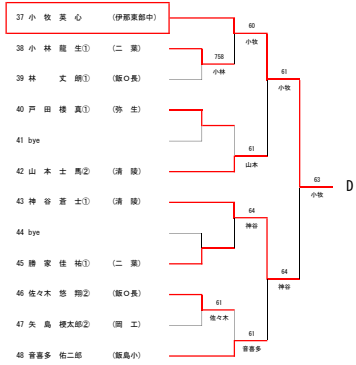 37 小 牧 英 心 (伊那東部中)
38 小 林 龍 生① (二 葉)
39 林 丈 朗① (飯O長)
40 戸 田 楼 真① (弥 生)
41 bye
42 山 本 士 馬② (清 陵)
43 神 谷 蒼 士① (清 陵)
44 bye
45 勝 家 佳 祐① (二 葉)
46 佐々木 悠 翔② (飯O長)
47 矢 島 梗太郎② (岡 工)
48 音喜多 佑二郎 (飯島小)
758
小林
60
小牧
61
山本
61
小牧
64
神谷
61
佐々木
61
音喜多
64
神谷
63
小牧
D